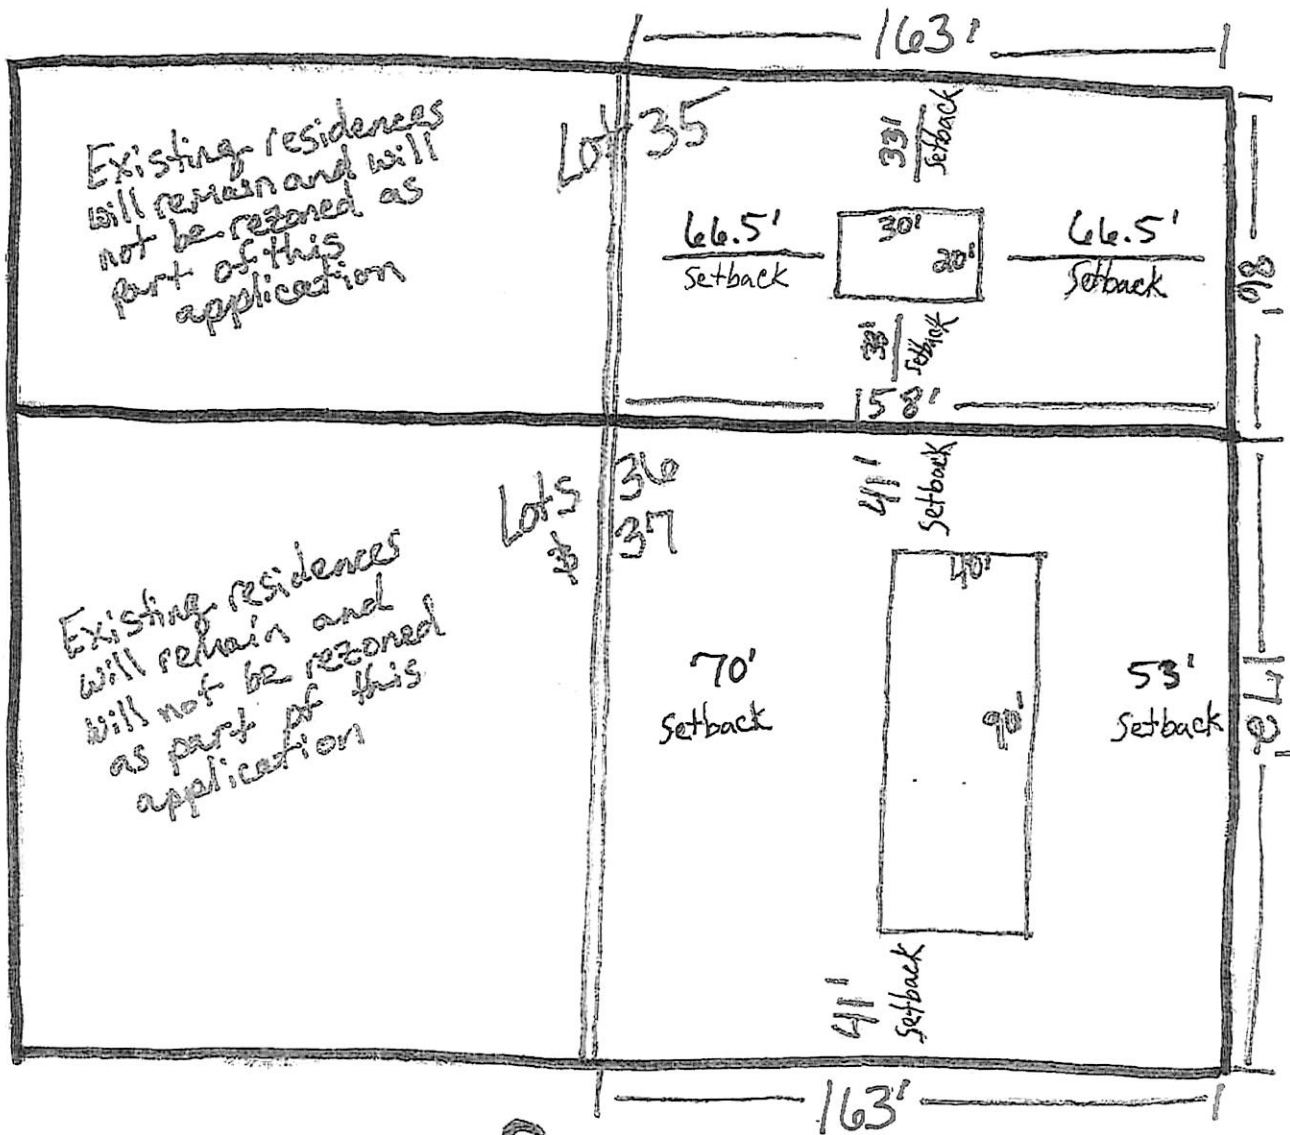 163'
Existing residences
will remain and will
not be rezoned as
part of this
application
Lot 35
33'
Setback
66.5'
Setback
30'
20'
66.5'
Setback
Setback
158'
Lots 36
& 37
41'
Setback
Existing residences
will remain and
will not be rezoned
as part of this
application
40'
90'
70'
Setback
53'
Setback
41'
Setback
163'